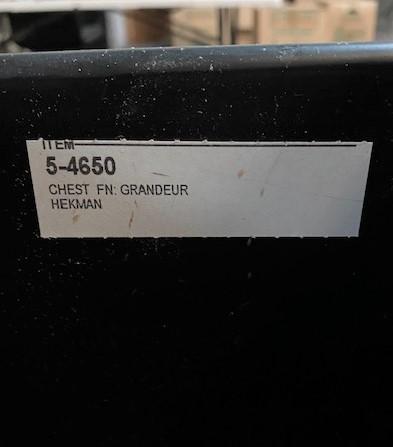 ITEM
5-4650
CHEST FN: GRANDEUR
HEKMAN